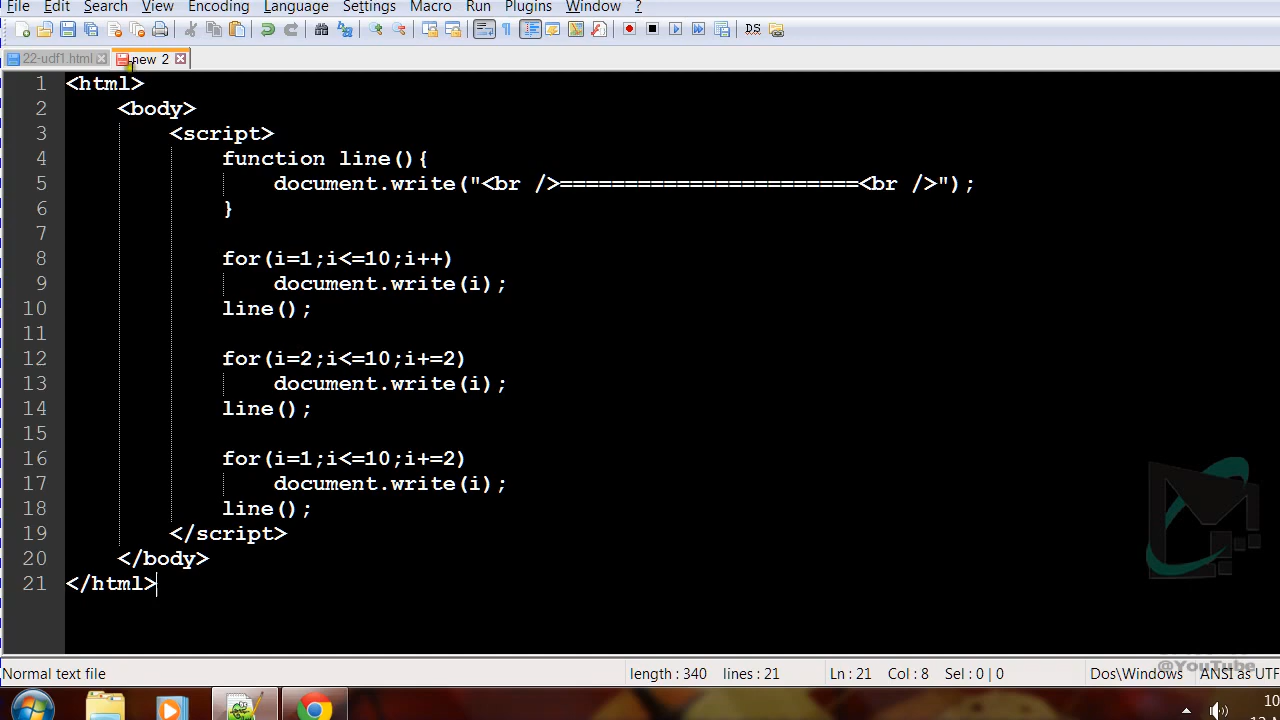 File Edit Search View Encoding Language Settings Macro Run Plugins Window ?
22-udf1.html new 2
1 <html>
2 <body>
3 <script>
4 function line(){
5 document.write("<br />=======================<br />");
6 }
7
8 for(i=1;i<=10;i++)
9 document.write(i);
10 line();
11
12 for(i=2;i<=10;i+=2)
13 document.write(i);
14 line();
15
16 for(i=1;i<=10;i+=2)
17 document.write(i);
18 line();
19 </script>
20 </body>
21 </html>
@YouTube
Normal text file length : 340 lines : 21 Ln : 21 Col : 8 Sel : 0 | 0 Dos\Windows ANSI as UTF
10